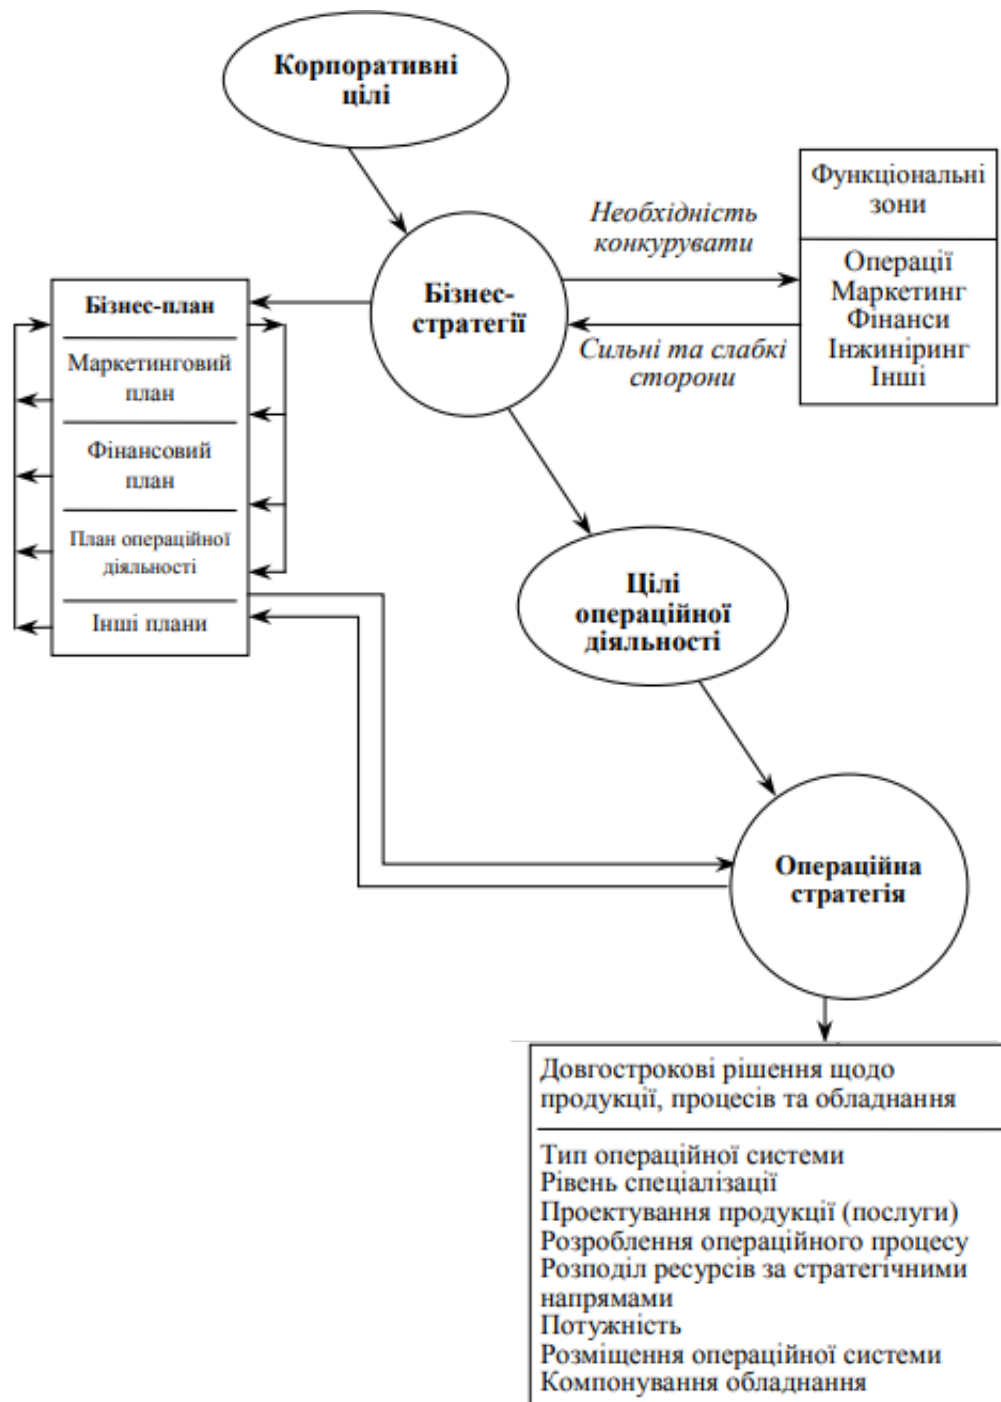 Корпоративні
цілі
Необхідність
конкурувати
Функціональні
зони
Операції
Маркетинг
Фінанси
Інжиніринг
Інші
Бізнес-
стратегії
Сильні та слабкі
сторони
Бізнес-план
Маркетинговий
план
Фінансовий
план
План операційної
діяльності
Інші плани
Цілі
операційної
діяльності
Операційна
стратегія
Довгострокові рішення щодо
продукції, процесів та обладнання
Тип операційної системи
Рівень спеціалізації
Проектування продукції (послуги)
Розроблення операційного процесу
Розподіл ресурсів за стратегічними
напрямами
Потужність
Розміщення операційної системи
Компонування обладнання